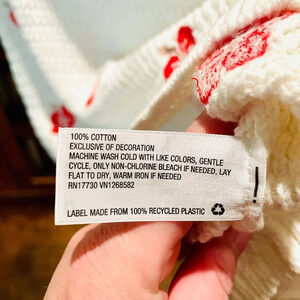 100% COTTON
EXCLUSIVE OF DECORATION
MACHINE WASH COLD WITH LIKE COLORS, GENTLE
CYCLE, ONLY NON-CHLORINE BLEACH IF NEEDED, LAY
FLAT TO DRY, WARM IRON IF NEEDED
RN17730 VN1268582
LABEL MADE FROM 100% RECYCLED PLASTIC